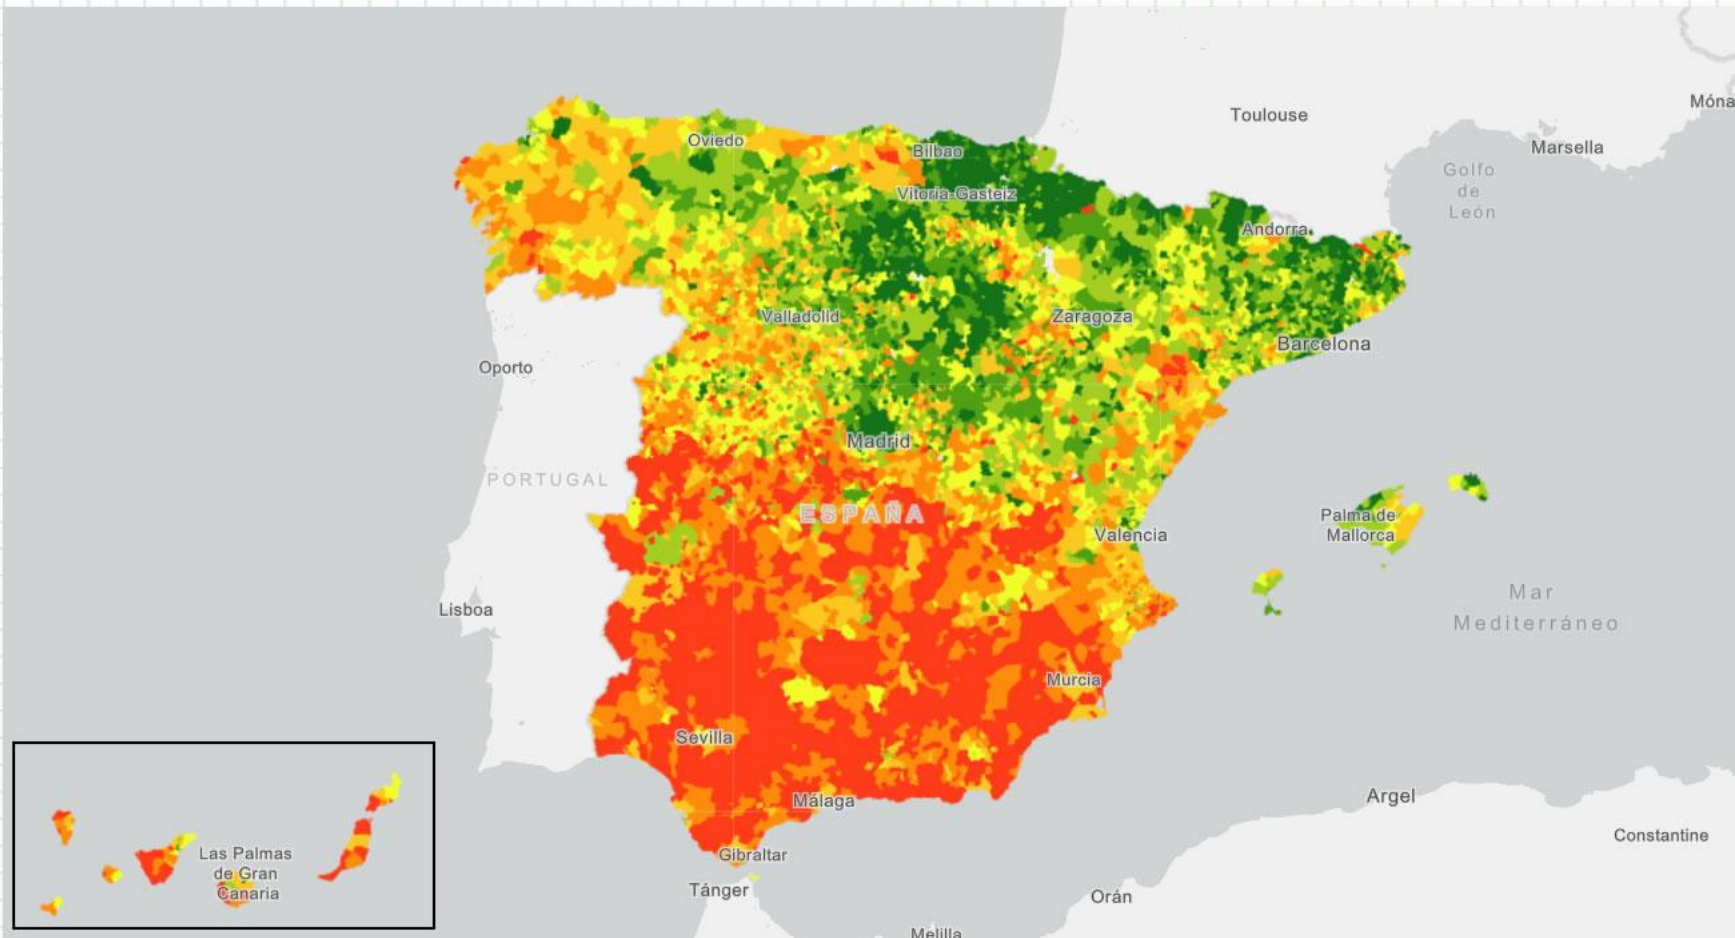 Móna
Toulouse
Marsella
Oviedo
Bilbao
Golfo
de
León
Vitoria-Gasteiz
Andorra
Valladolid
Zaragoza
Barcelona
Oporto
Madrid
PORTUGAL
ESPAÑA
Palma de
Mallorca
Valencia
Lisboa
Mar
Mediterráneo
Murcia
Sevilla
Málaga
Argel
Constantine
Las Palmas
de Gran
Canaria
Gibraltar
Tánger
Orán
Melilla